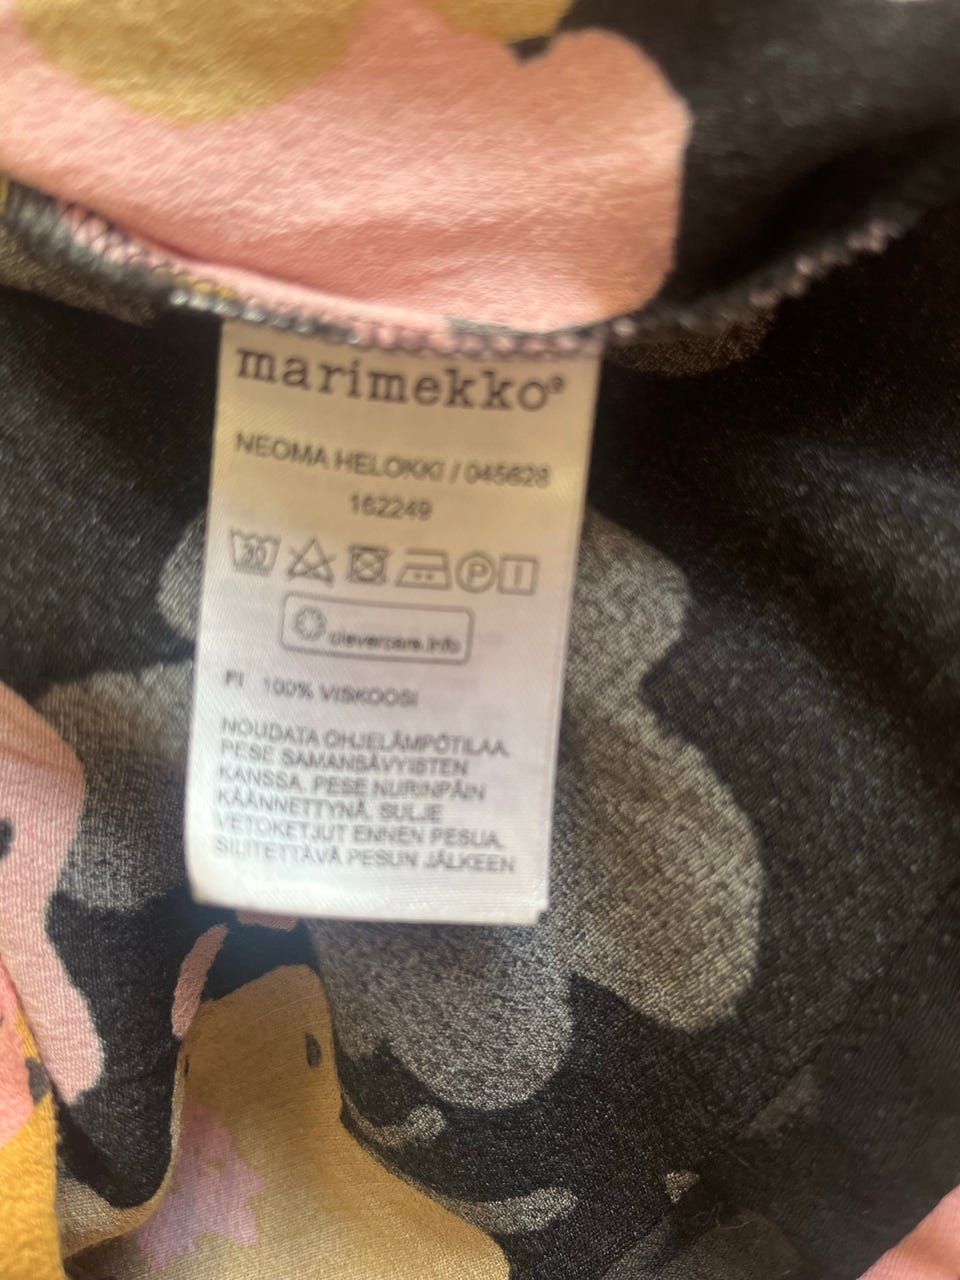 marimekko®
NEOMA HELOKKI / 045628
162249
30 P
clevercare.info
FI 100% VISKOOSI
NOUDATA OHJELÄMPÖTILAA.
PESE SAMANSÄVYISTEN
KANSSA. PESE NURINPÄIN
KÄÄNNETTYNÄ. SULJE
VETOKETJUT ENNEN PESUA.
SILITETTÄVÄ PESUN JÄLKEEN